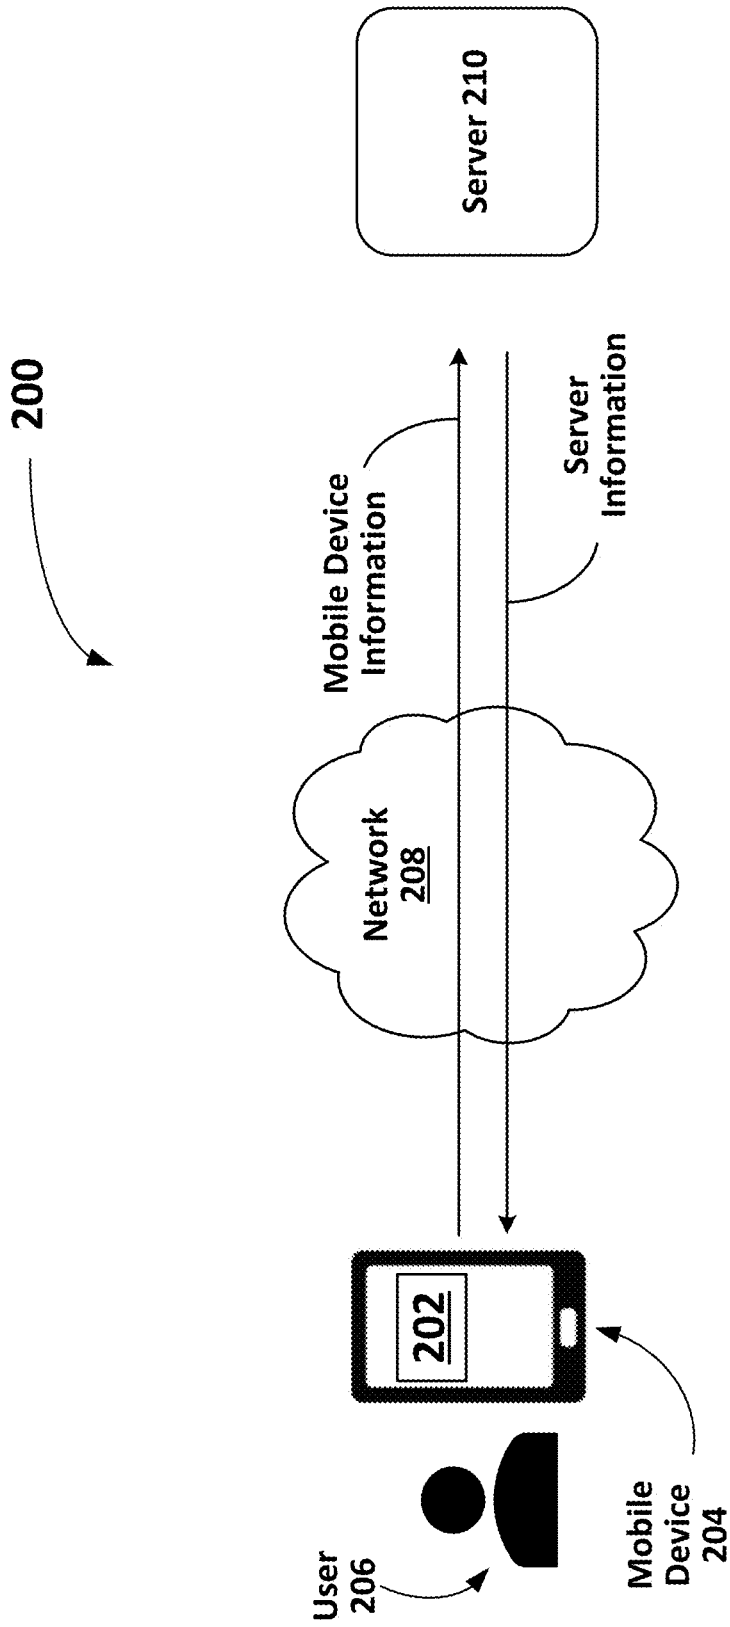 200
User
206
Mobile
Device
204
202
Network
208
Mobile Device
Information
Server
Information
Server 210